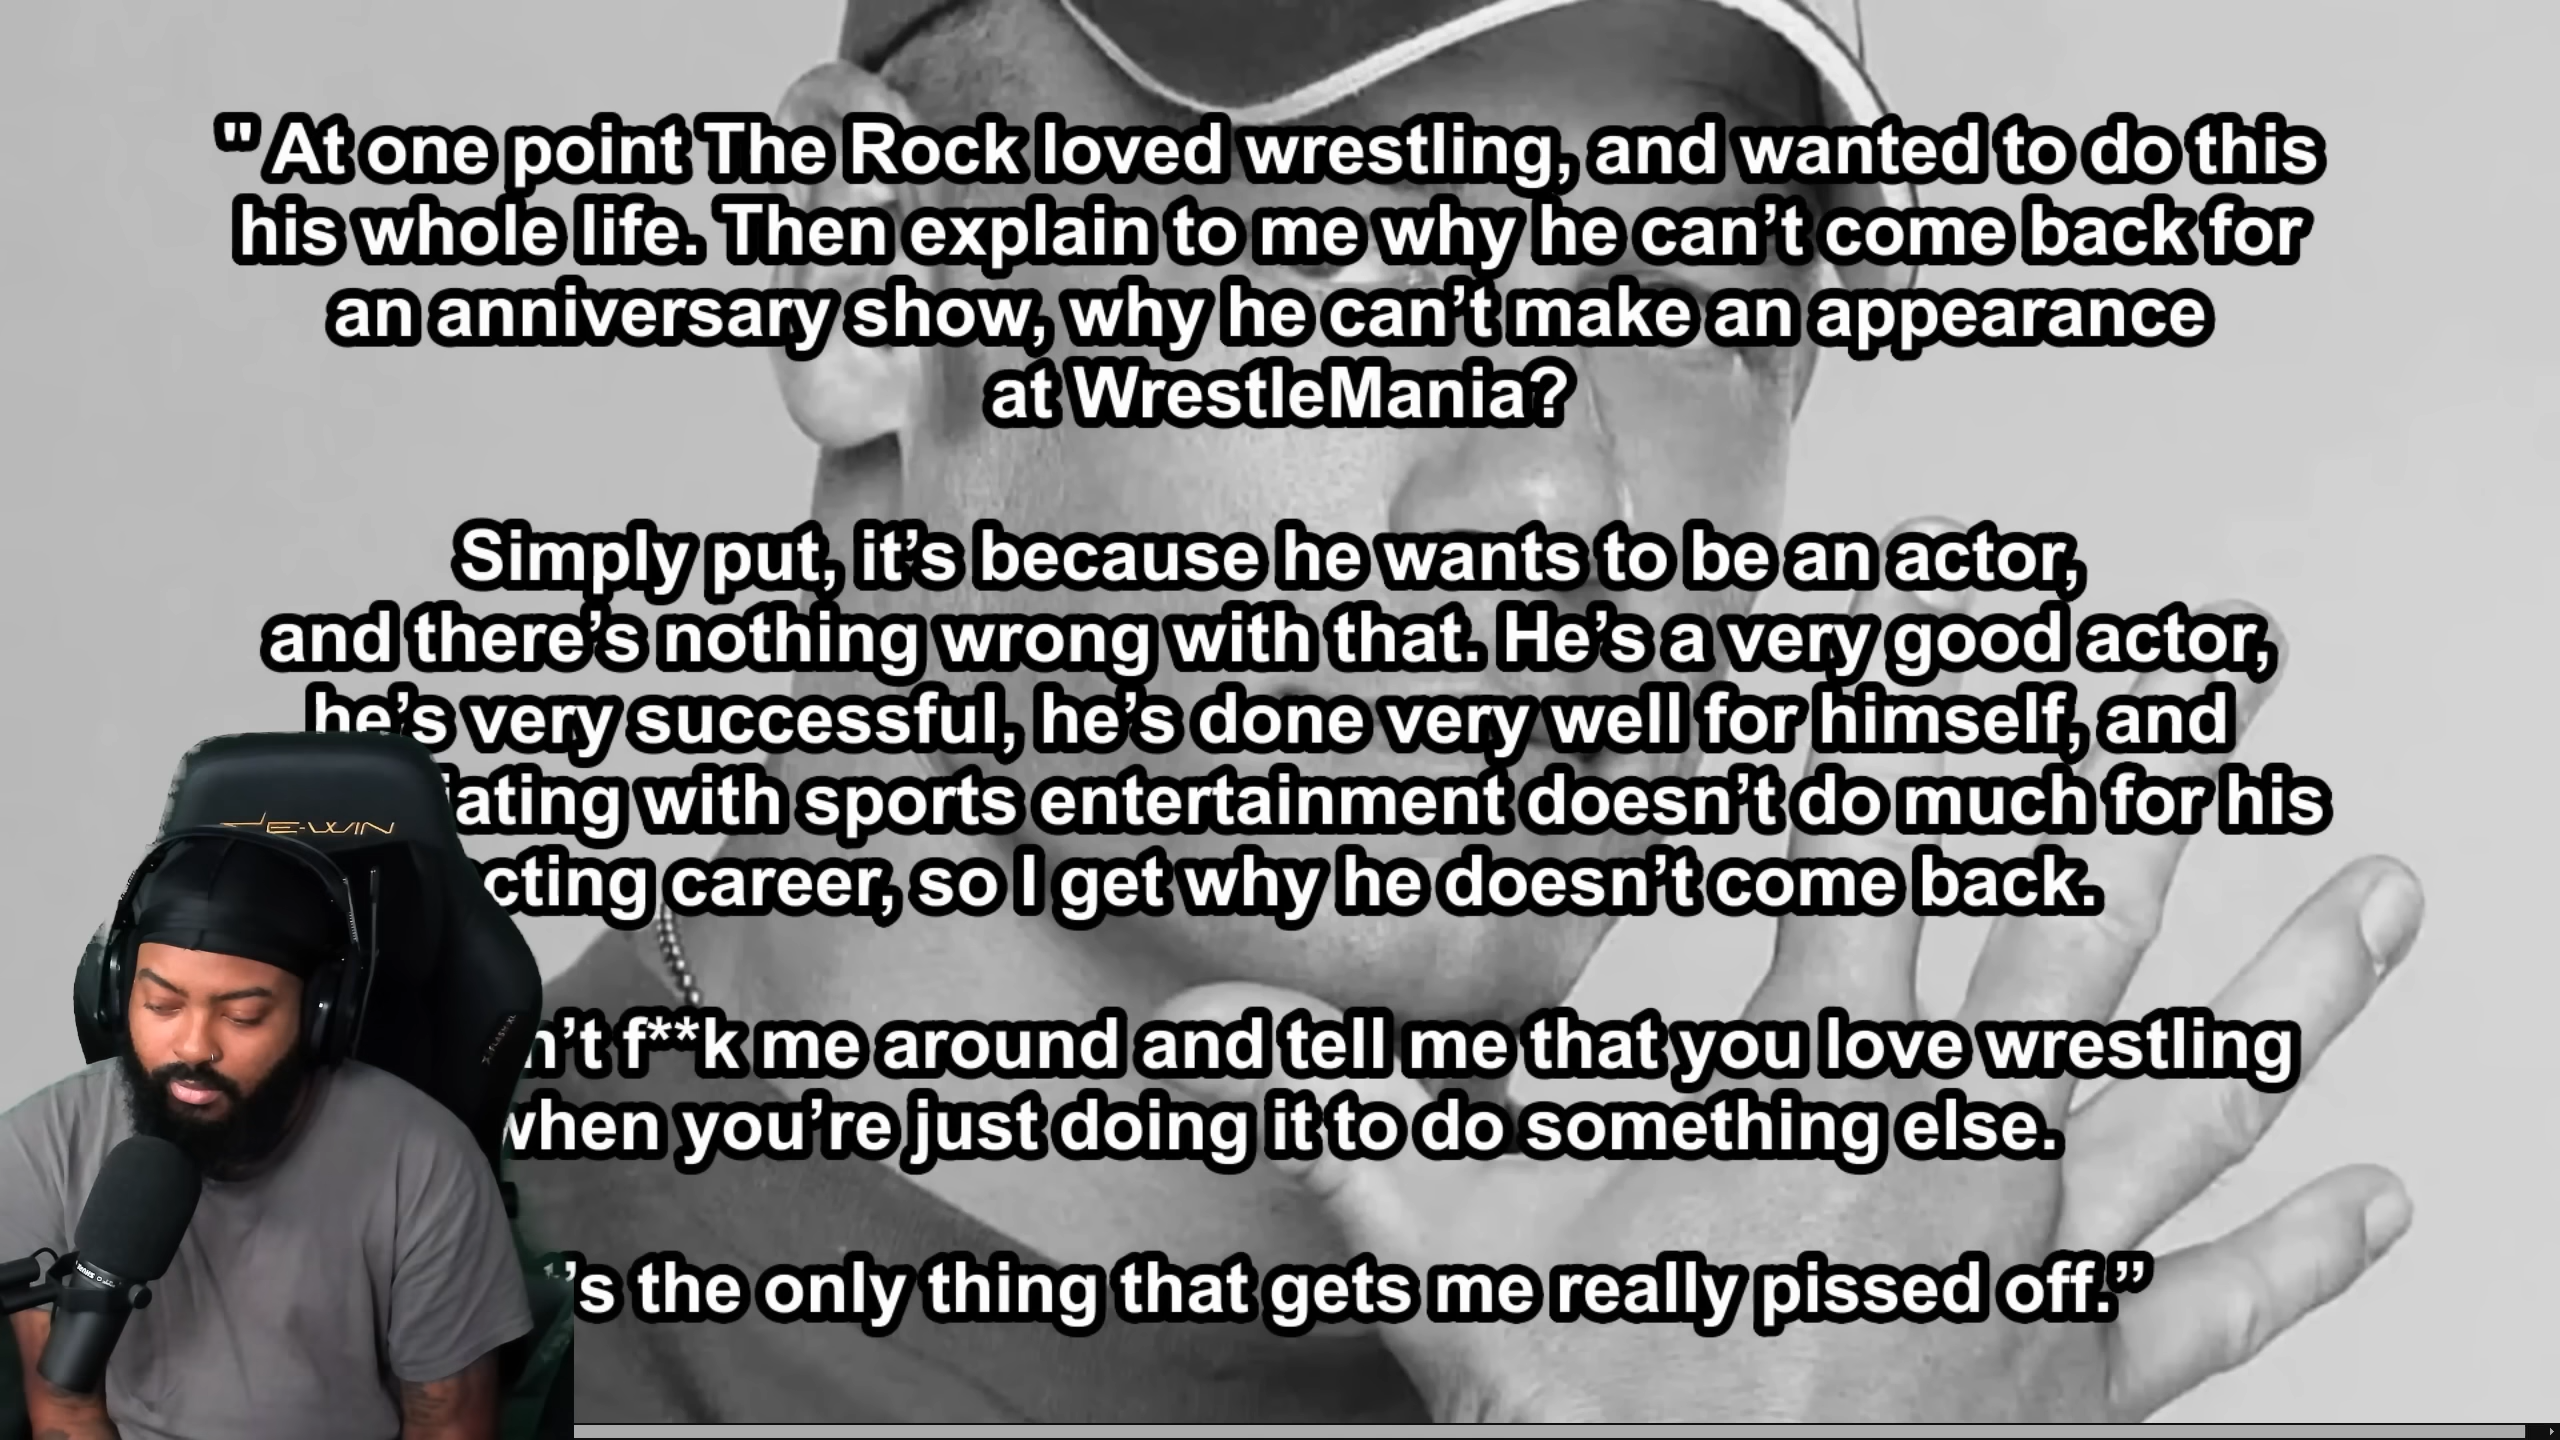 "At one point The Rock loved wrestling, and wanted to do this
his whole life. Then explain to me why he can’t come back for
an anniversary show, why he can’t make an appearance
at WrestleMania?
Simply put, it’s because he wants to be an actor,
and there’s nothing wrong with that. He’s a very good actor,
he’s very successful, he’s done very well for himself, and
with sports entertainment doesn’t do much for his
career, so I get why he doesn’t come back.
f**k me around and tell me that you love wrestling
when you’re just doing it to do something else.
the only thing that gets me really pissed off.”